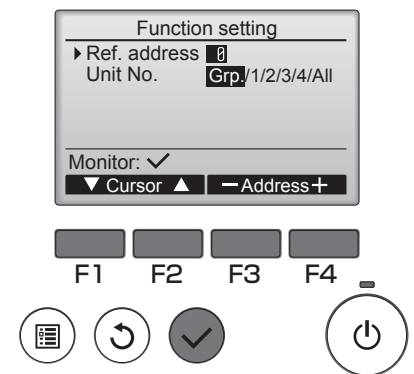 Function setting
Ref. address 0
Unit No. Grp./1/2/3/4/All
Monitor:
Cursor −Address+
F1 F2 F3 F4